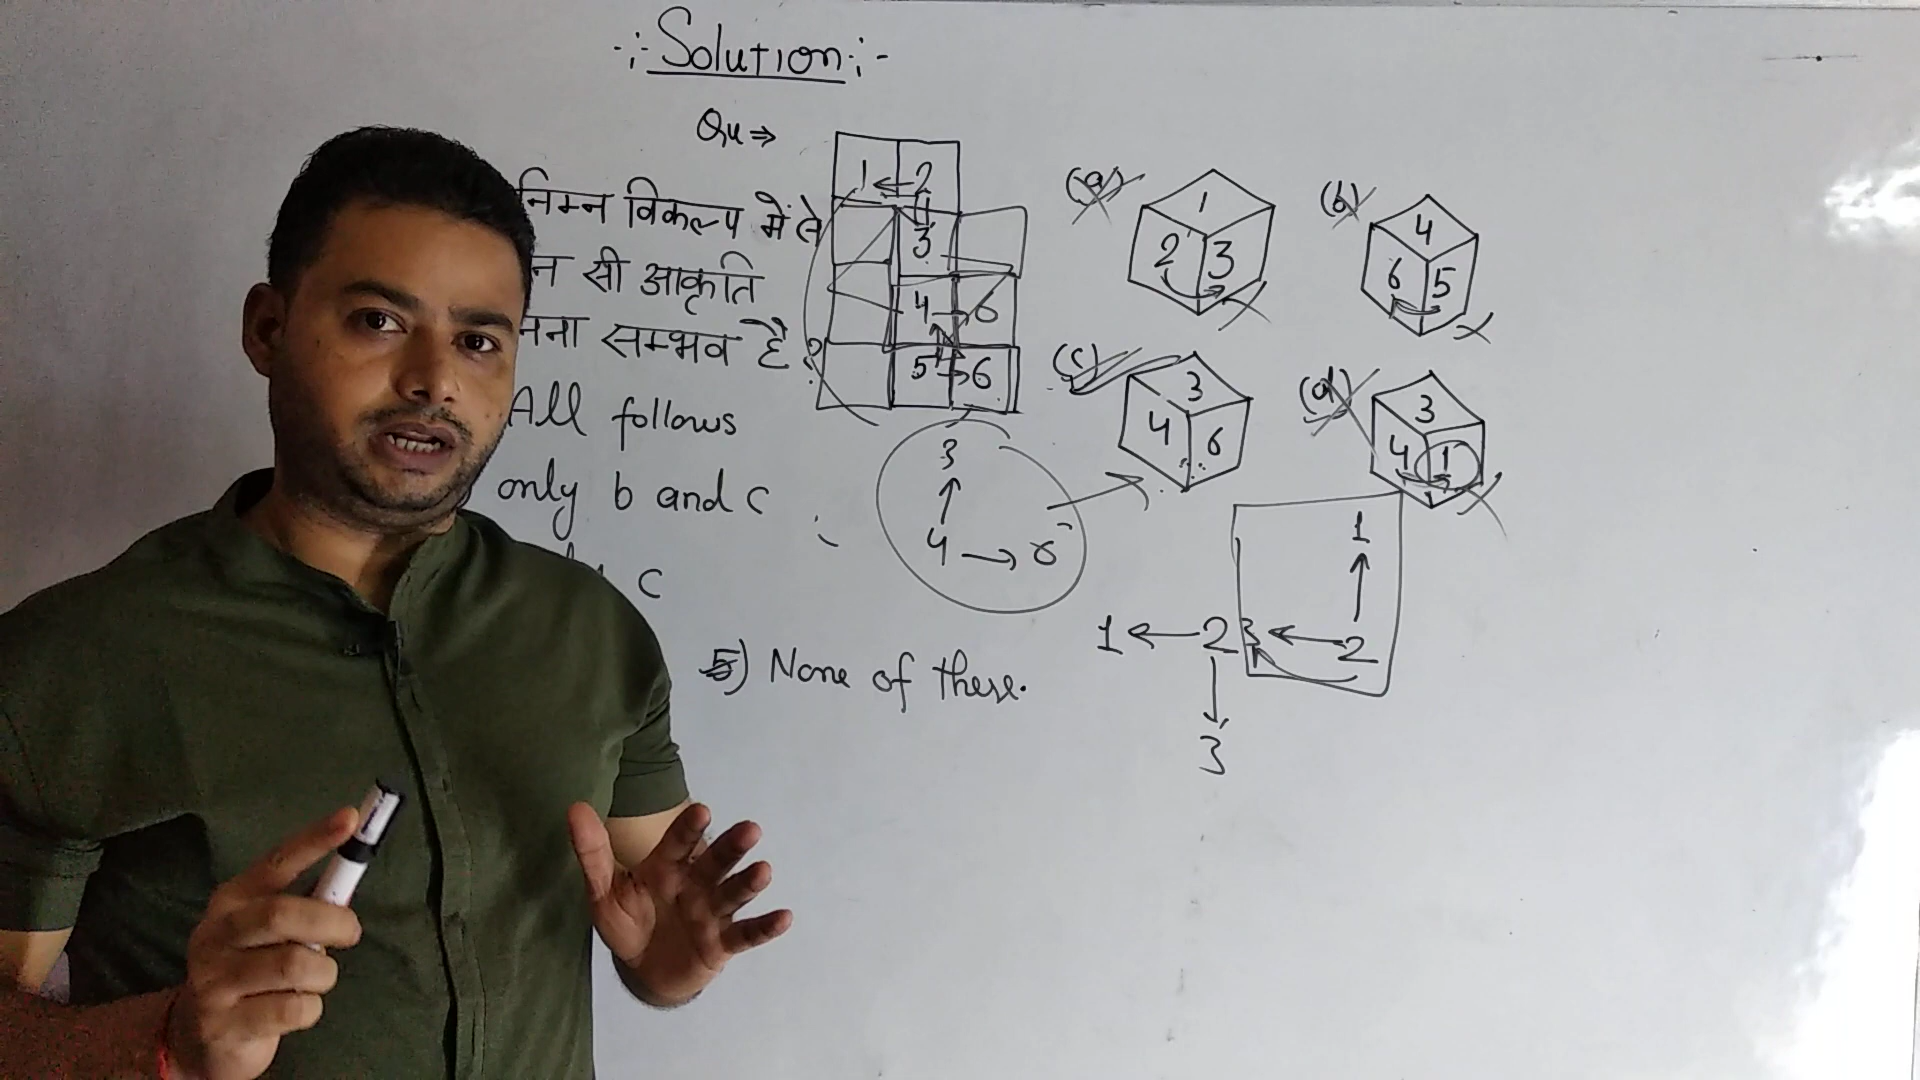 -:- Solution :-
Qu ⇒
निम्न विकल्प में से
न सी आकृति
नना सम्भव है ?
All follows
only b and c
c
5) None of these.
1 ← 2
3
4 → 6
5 → 6
(a)
1
2 3
(b)
4
6 5
(c)
3
4 6
(d)
3
4 1
3
↑
4 → 6
1
↑
3 ← 2
1 ← 2
↓
3